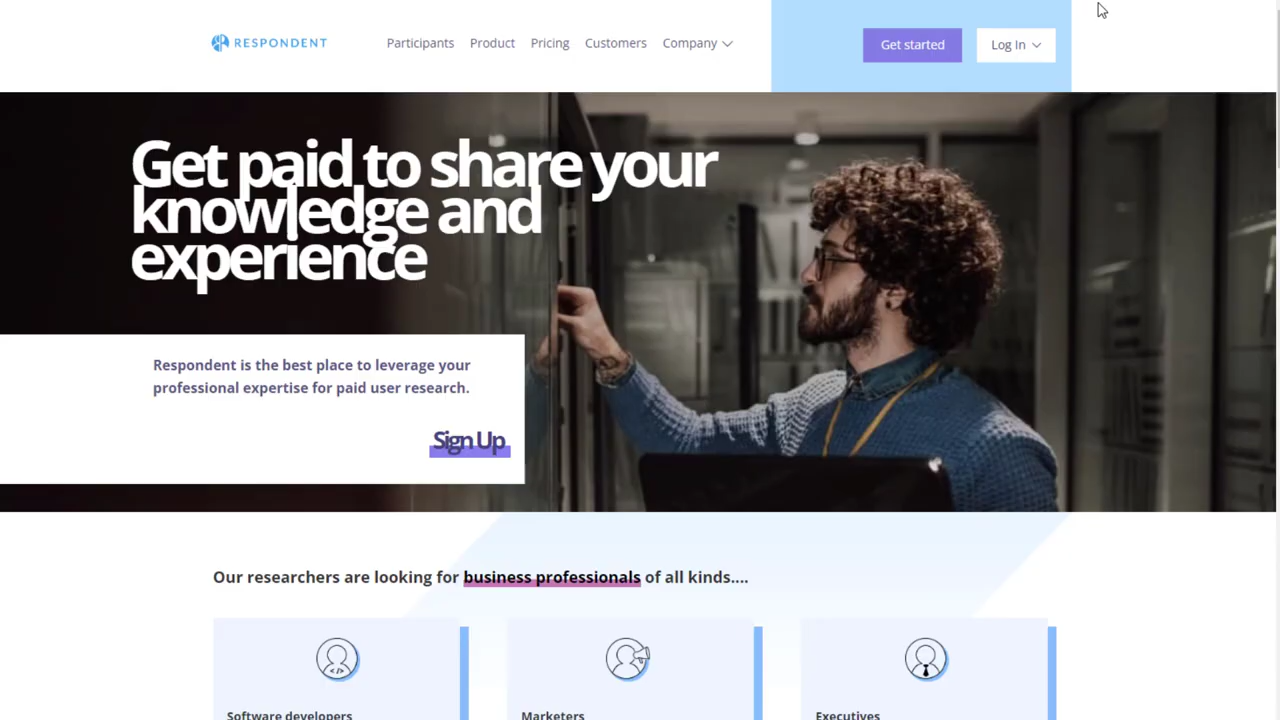 RESPONDENT
Participants
Product
Pricing
Customers
Company
Get started
Log In
Get paid to share your
knowledge and
experience
Respondent is the best place to leverage your
professional expertise for paid user research.
Sign Up
Our researchers are looking for business professionals of all kinds....
Software developers
Marketers
Executives